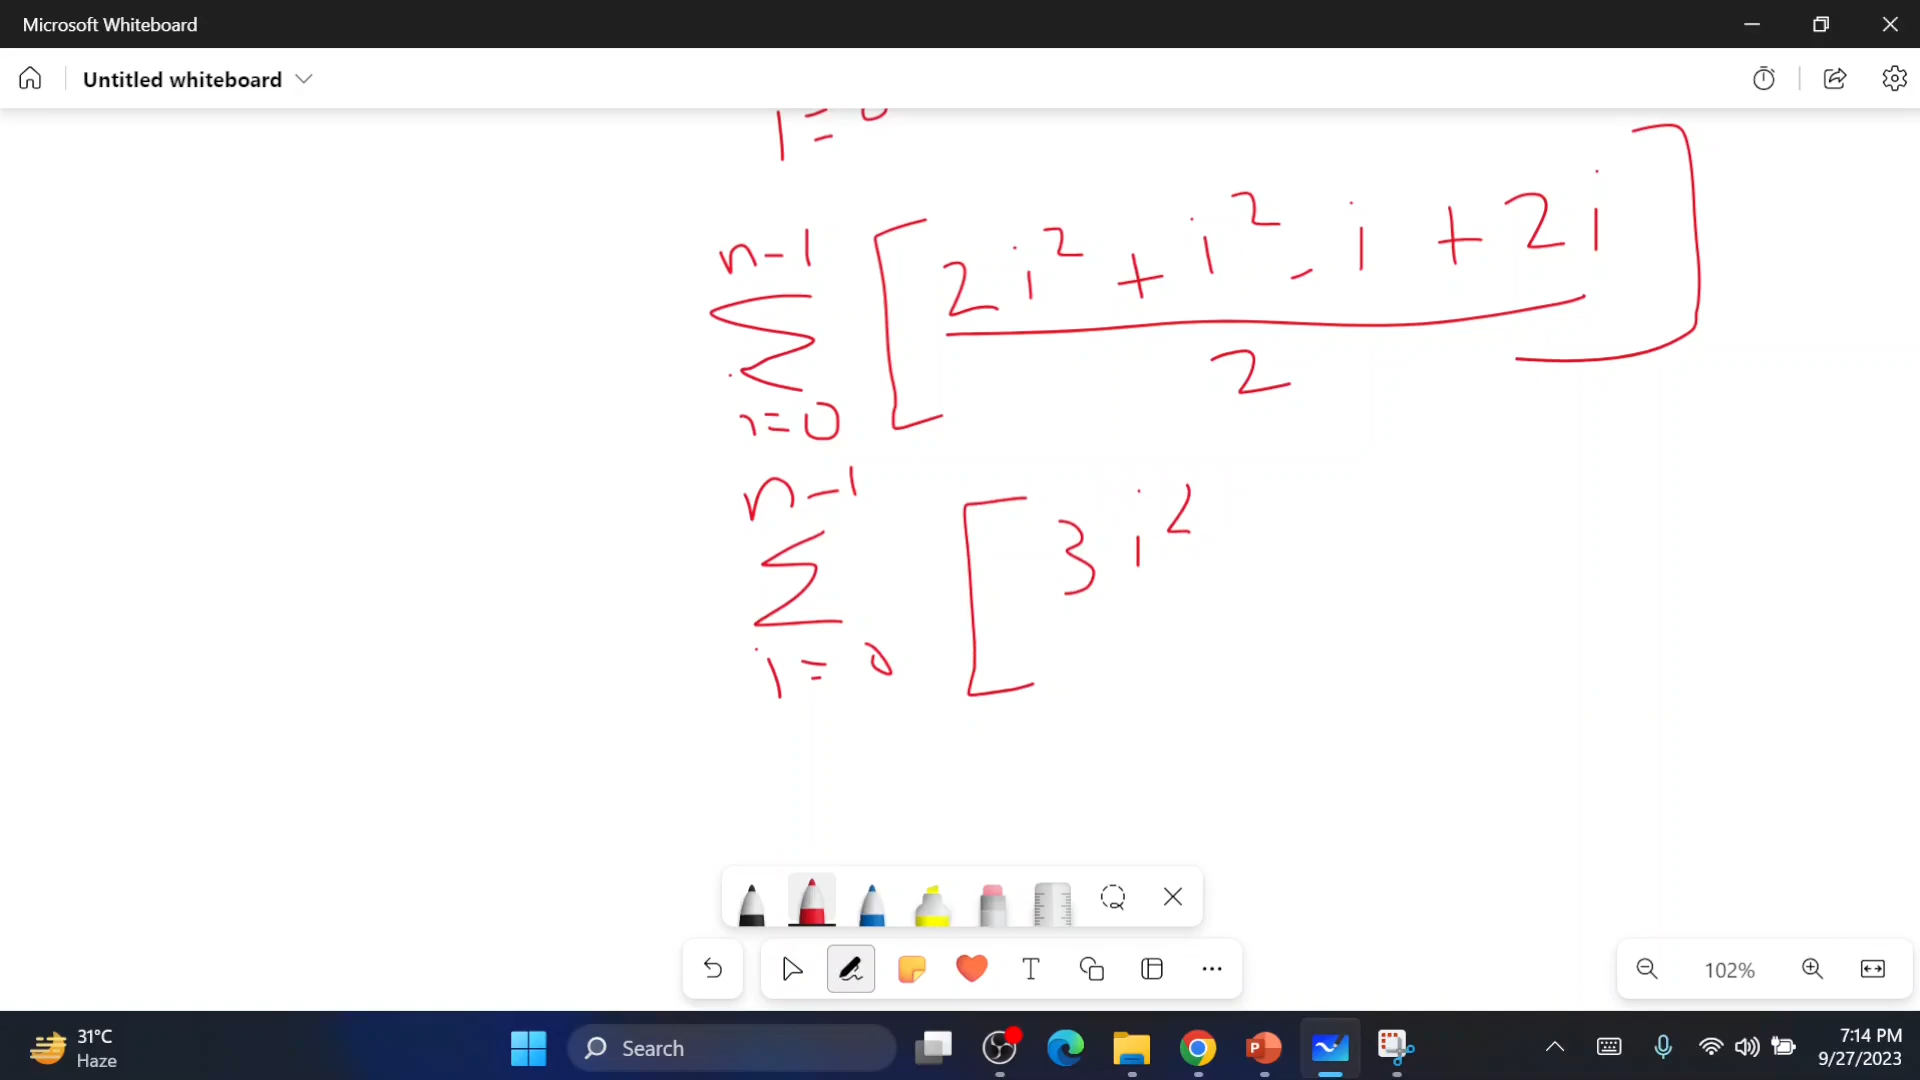 Microsoft Whiteboard
Untitled whiteboard
i = 0
n-1
∑ [ 2i² + i² - i + 2i ]
2
i=0
n-1
∑ [ 3i²
i=0
T
102%
31°C
Haze
Search
P
7:14 PM
9/27/2023